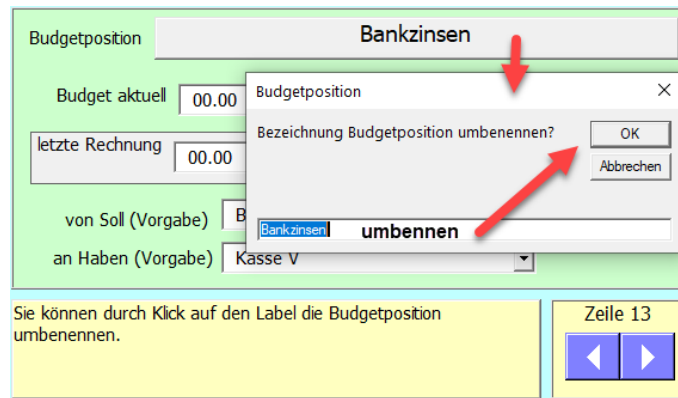 Budgetposition
Bankzinsen
Budget aktuell
00.00
Budgetposition
Bezeichnung Budgetposition umbenennen?
OK
Abbrechen
letzte Rechnung
00.00
von Soll (Vorgabe)
B
Bankzinsen
umbennen
an Haben (Vorgabe)
Kasse V
Sie können durch Klick auf den Label die Budgetposition
umbenennen.
Zeile 13